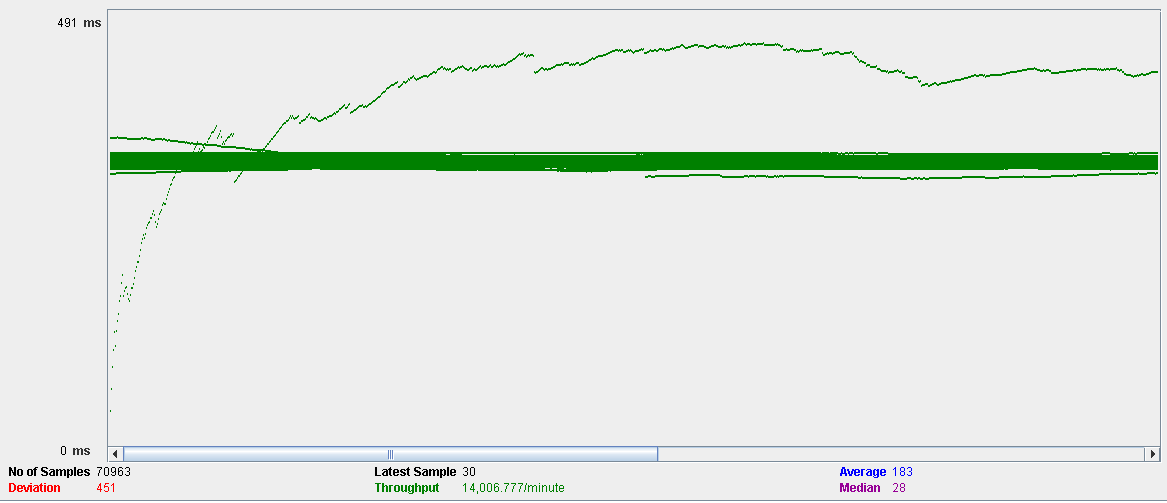 491 ms
0 ms
No of Samples 70963 Latest Sample 30 Average 183
Deviation 451 Throughput 14,006.777/minute Median 28